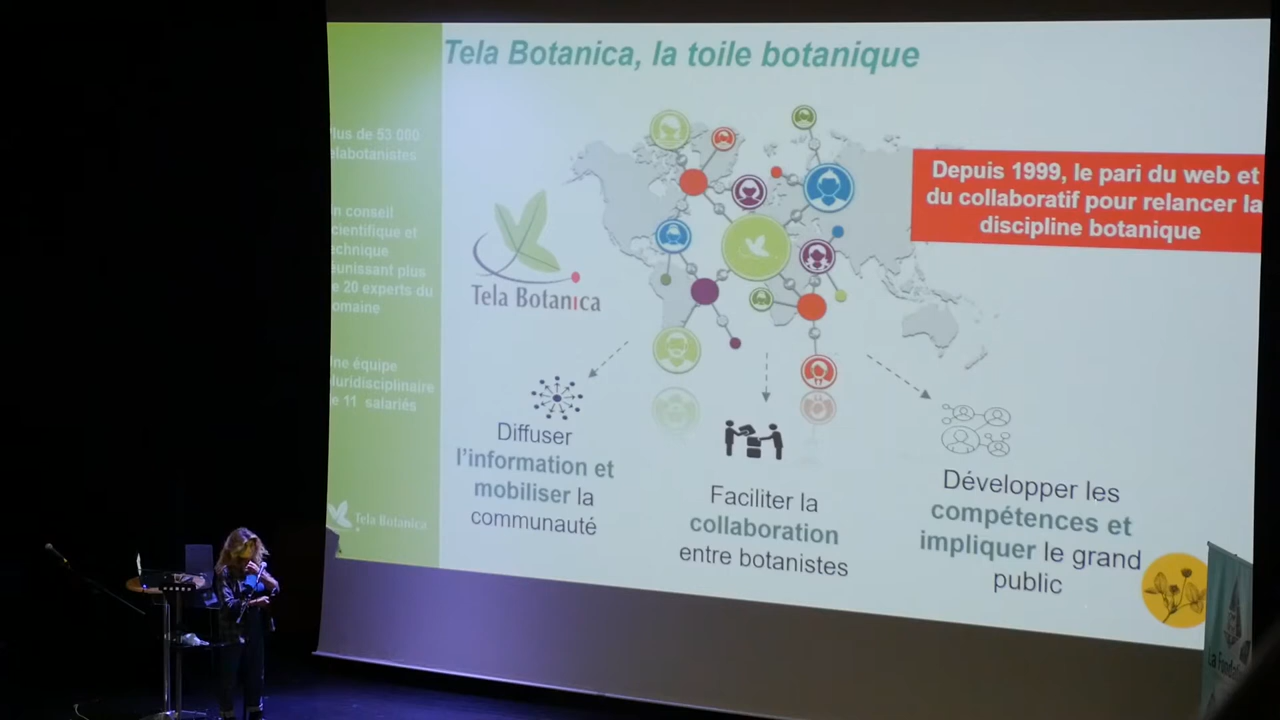 Tela Botanica, la toile botanique
lus de 53 000
elabotanistes
n conseil
cientifique et
echnique
éunissant plus
e 20 experts du
omaine
ne équipe
luridisciplinaire
e 11 salariés
Tela Botanica
Tela Botanica
Depuis 1999, le pari du web et
du collaboratif pour relancer la
discipline botanique
Diffuser
l'information et
mobiliser la
communauté
Faciliter la
collaboration
entre botanistes
Développer les
compétences et
impliquer le grand
public
La